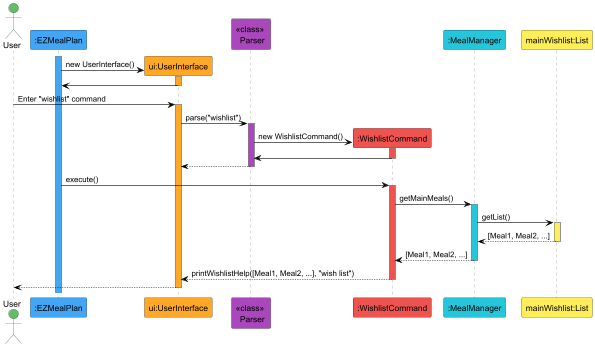 «class»
User
:EZMealPlan
Parser
:MealManager
mainWishlist:List
new UserInterface()
ui:UserInterface
Enter "wishlist" command
parse("wishlist")
new WishlistCommand()
:WishlistCommand
execute()
getMainMeals()
getList()
[Meal1, Meal2, ...]
[Meal1, Meal2, ...]
printWishlistHelp([Meal1, Meal2, ...], "wish list")
User
:EZMealPlan
ui:UserInterface
«class»
Parser
:WishlistCommand
:MealManager
mainWishlist:List